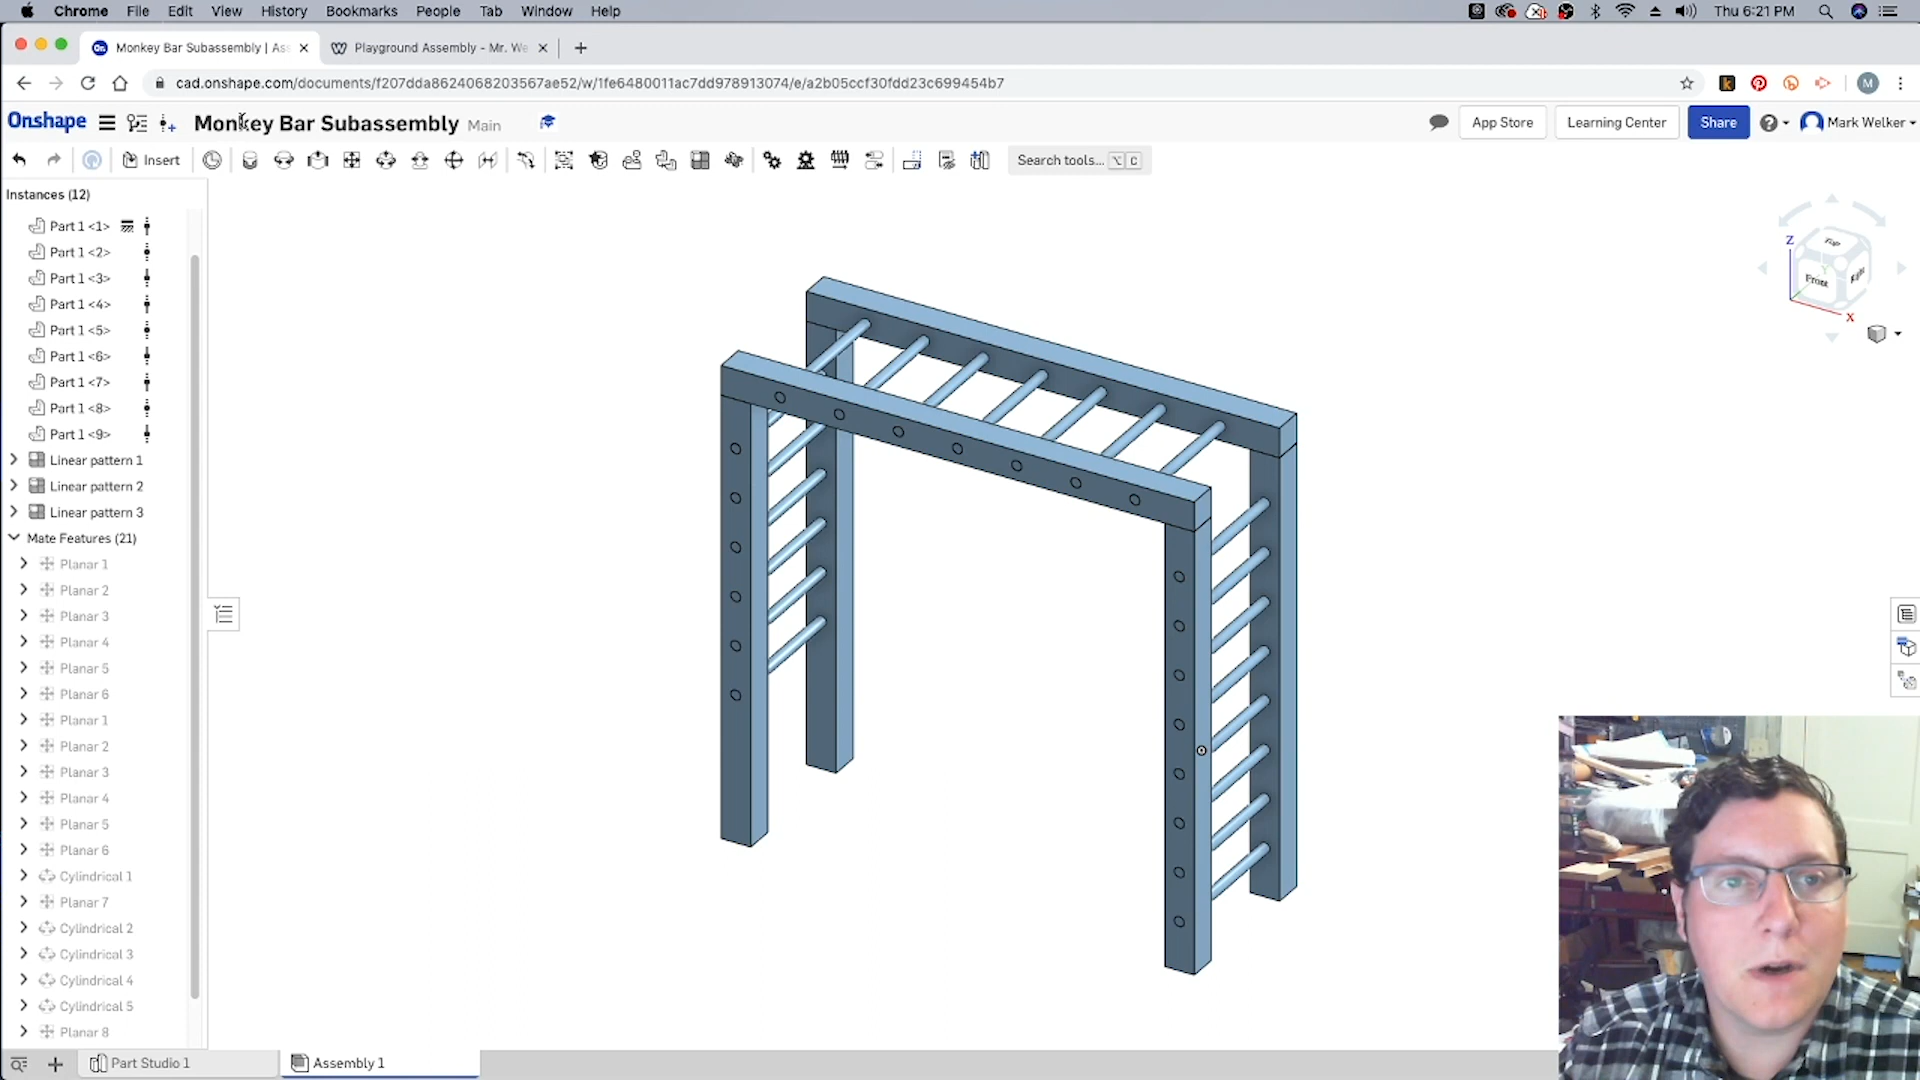 Chrome File Edit View History Bookmarks People Tab Window Help Thu 6:21 PM
Monkey Bar Subassembly | Ass Playground Assembly - Mr. We
cad.onshape.com/documents/f207dda8624068203567ae52/w/1fe6480011ac7dd978913074/e/a2b05ccf30fdd23c699454b7 M
Onshape Monkey Bar Subassembly Main App Store Learning Center Share Mark Welker
Insert Search tools... ⌥ C
Instances (12)
Part 1 <1>
Part 1 <2>
Part 1 <3>
Part 1 <4>
Part 1 <5>
Part 1 <6>
Part 1 <7>
Part 1 <8>
Part 1 <9>
Linear pattern 1
Linear pattern 2
Linear pattern 3
Mate Features (21)
Planar 1
Planar 2
Planar 3
Planar 4
Planar 5
Planar 6
Planar 1
Planar 2
Planar 3
Planar 4
Planar 5
Planar 6
Cylindrical 1
Planar 7
Cylindrical 2
Cylindrical 3
Cylindrical 4
Cylindrical 5
Planar 8
Z
Top
Front Right
X
Part Studio 1 Assembly 1